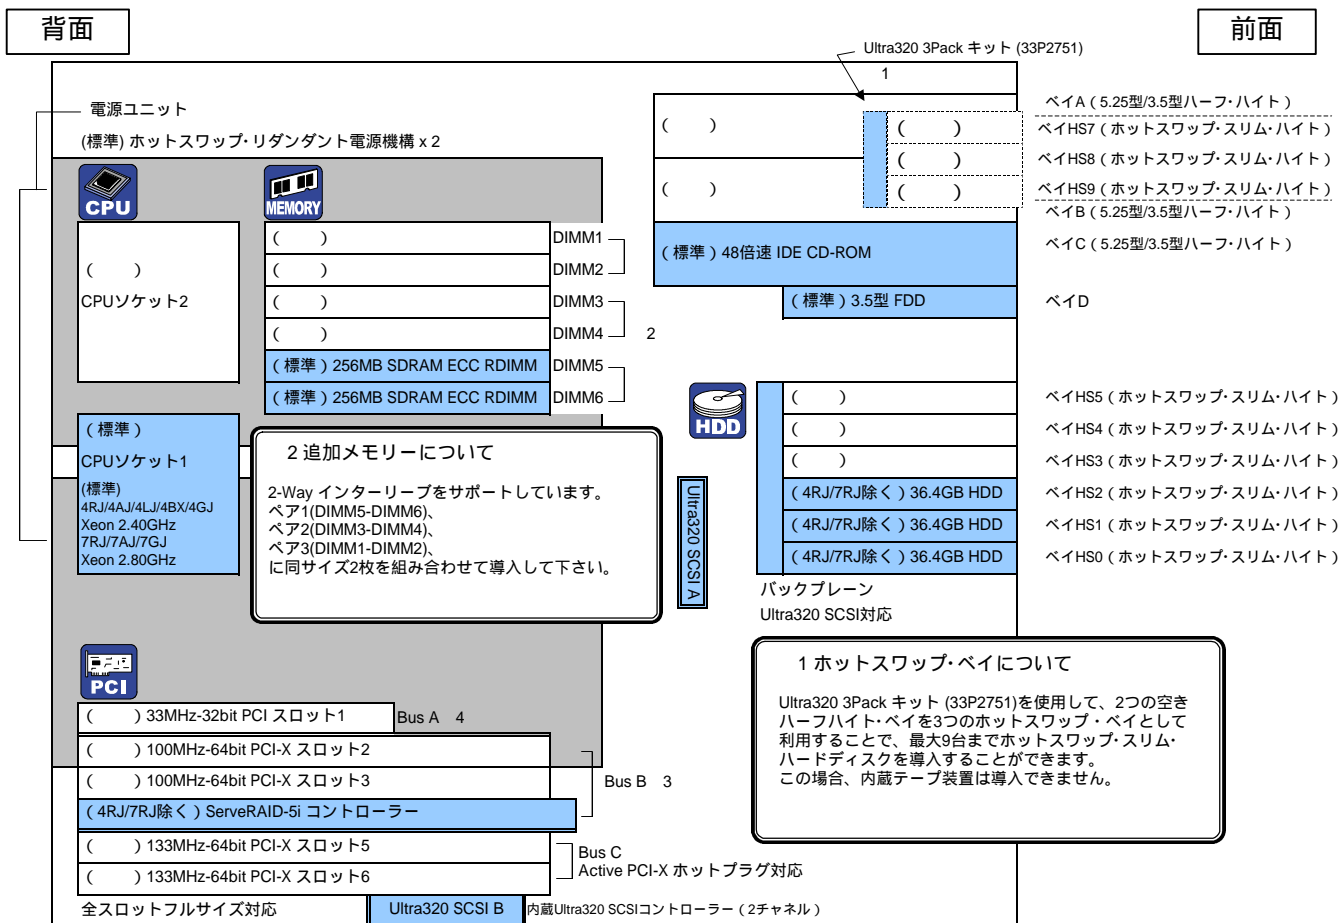 背面
前面
Ultra320 3Pack キット (33P2751)
1
電源ユニット
(標準) ホットスワップ・リダンダント電源機構 x 2
(　　)
(　　)
(　　)
(　　)
(　　)
ベイA (5.25型/3.5型ハーフ・ハイト)
ベイHS7 (ホットスワップ・スリム・ハイト)
ベイHS8 (ホットスワップ・スリム・ハイト)
ベイHS9 (ホットスワップ・スリム・ハイト)
ベイB (5.25型/3.5型ハーフ・ハイト)
ベイC (5.25型/3.5型ハーフ・ハイト)
(標準) 48倍速 IDE CD-ROM
(標準) 3.5型 FDD
ベイD
CPU
(　　)
CPUソケット2
MEMORY
(　　) DIMM1
(　　) DIMM2
(　　) DIMM3
(　　) DIMM4
2
(標準) 256MB SDRAM ECC RDIMM DIMM5
(標準) 256MB SDRAM ECC RDIMM DIMM6
(標準)
CPUソケット1
(標準)
4RJ/4AJ/4LJ/4BX/4GJ
Xeon 2.40GHz
7RJ/7AJ/7GJ
Xeon 2.80GHz
2 追加メモリーについて
2-Way インターリーブをサポートしています。
ペア1(DIMM5-DIMM6)、
ペア2(DIMM3-DIMM4)、
ペア3(DIMM1-DIMM2)、
に同サイズ2枚を組み合わせて導入して下さい。
Ultra320 SCSI A
HDD
(　　) ベイHS5 (ホットスワップ・スリム・ハイト)
(　　) ベイHS4 (ホットスワップ・スリム・ハイト)
(　　) ベイHS3 (ホットスワップ・スリム・ハイト)
(4RJ/7RJ除く) 36.4GB HDD ベイHS2 (ホットスワップ・スリム・ハイト)
(4RJ/7RJ除く) 36.4GB HDD ベイHS1 (ホットスワップ・スリム・ハイト)
(4RJ/7RJ除く) 36.4GB HDD ベイHS0 (ホットスワップ・スリム・ハイト)
バックプレーン
Ultra320 SCSI対応
1 ホットスワップ・ベイについて
Ultra320 3Pack キット (33P2751)を使用して、2つの空き
ハーフハイト・ベイを3つのホットスワップ・ベイとして
利用することで、最大9台までホットスワップ・スリム・
ハードディスクを導入することができます。
この場合、内蔵テープ装置は導入できません。
PCI
(　　) 33MHz-32bit PCI スロット1 Bus A 4
(　　) 100MHz-64bit PCI-X スロット2
(　　) 100MHz-64bit PCI-X スロット3
Bus B 3
(4RJ/7RJ除く) ServeRAID-5i コントローラー
(　　) 133MHz-64bit PCI-X スロット5
(　　) 133MHz-64bit PCI-X スロット6
Bus C
Active PCI-X ホットプラグ対応
全スロットフルサイズ対応
Ultra320 SCSI B
内蔵Ultra320 SCSIコントローラー (2チャネル)